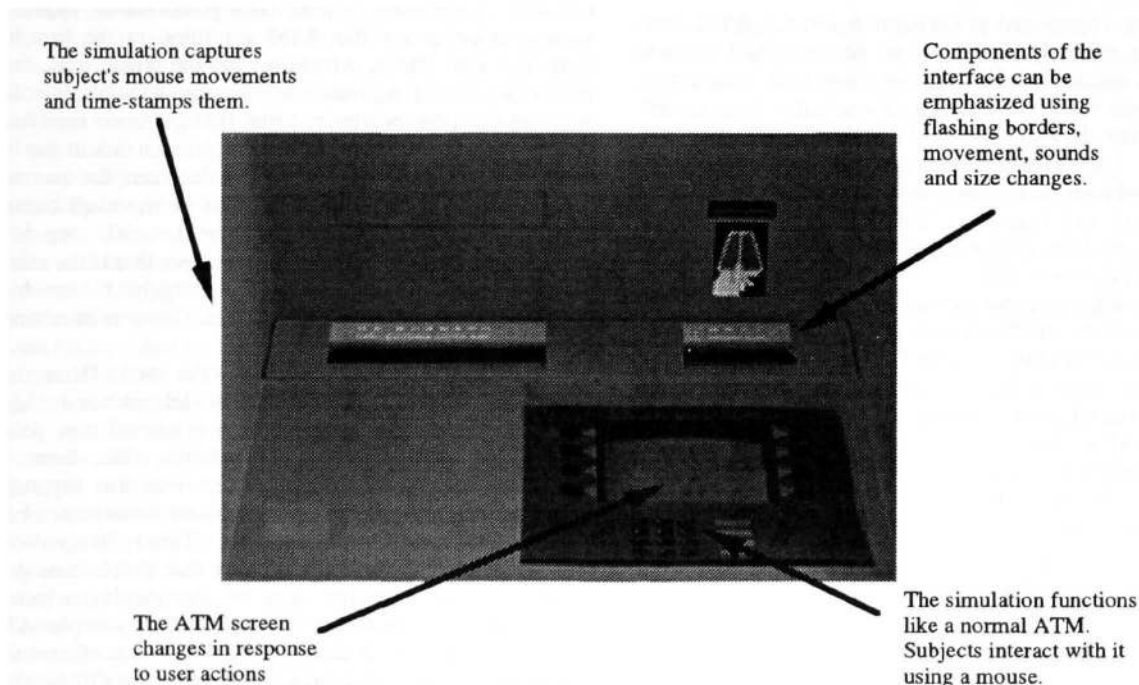 The simulation captures
subject's mouse movements
and time-stamps them.
Components of the
interface can be
emphasized using
flashing borders,
movement, sounds
and size changes.
The ATM screen
changes in response
to user actions
The simulation functions
like a normal ATM.
Subjects interact with it
using a mouse.